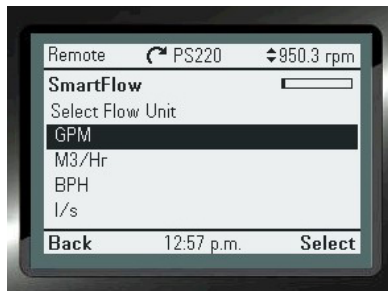 Remote PS220 950.3 rpm
SmartFlow
Select Flow Unit
GPM
M3/Hr
BPH
l/s
Back 12:57 p.m. Select